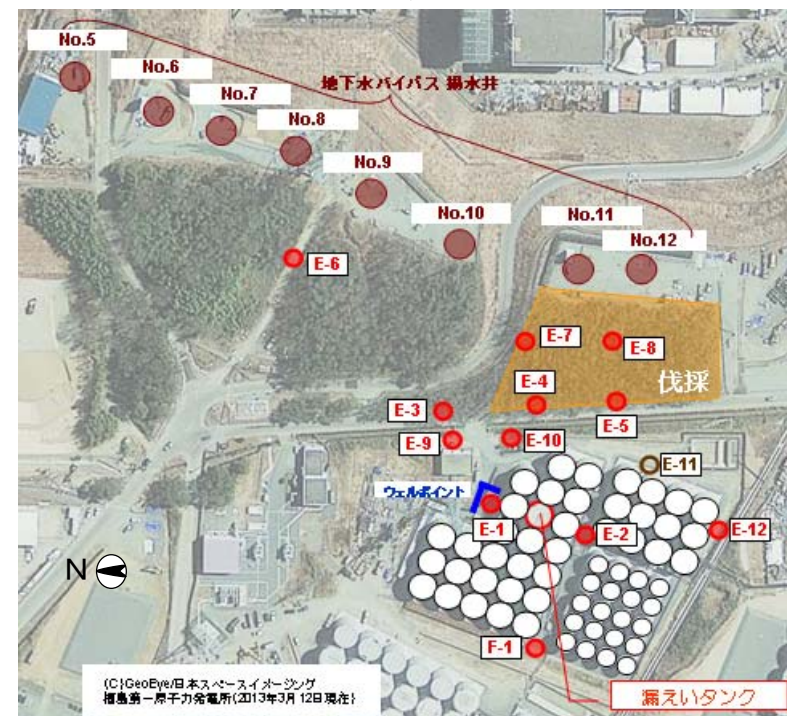 No.5
No.6
地下水バイパス 揚水井
No.7
No.8
No.9
No.10
No.11
No.12
E-6
E-7
E-8
伐採
E-4
E-3
E-5
E-9
E-10
E-11
ウェルポイント
E-1
E-2
E-12
N
F-1
(C)GeoEye/日本スペースイメージング
福島第一原子力発電所(2013年3月12日現在)
漏えいタンク